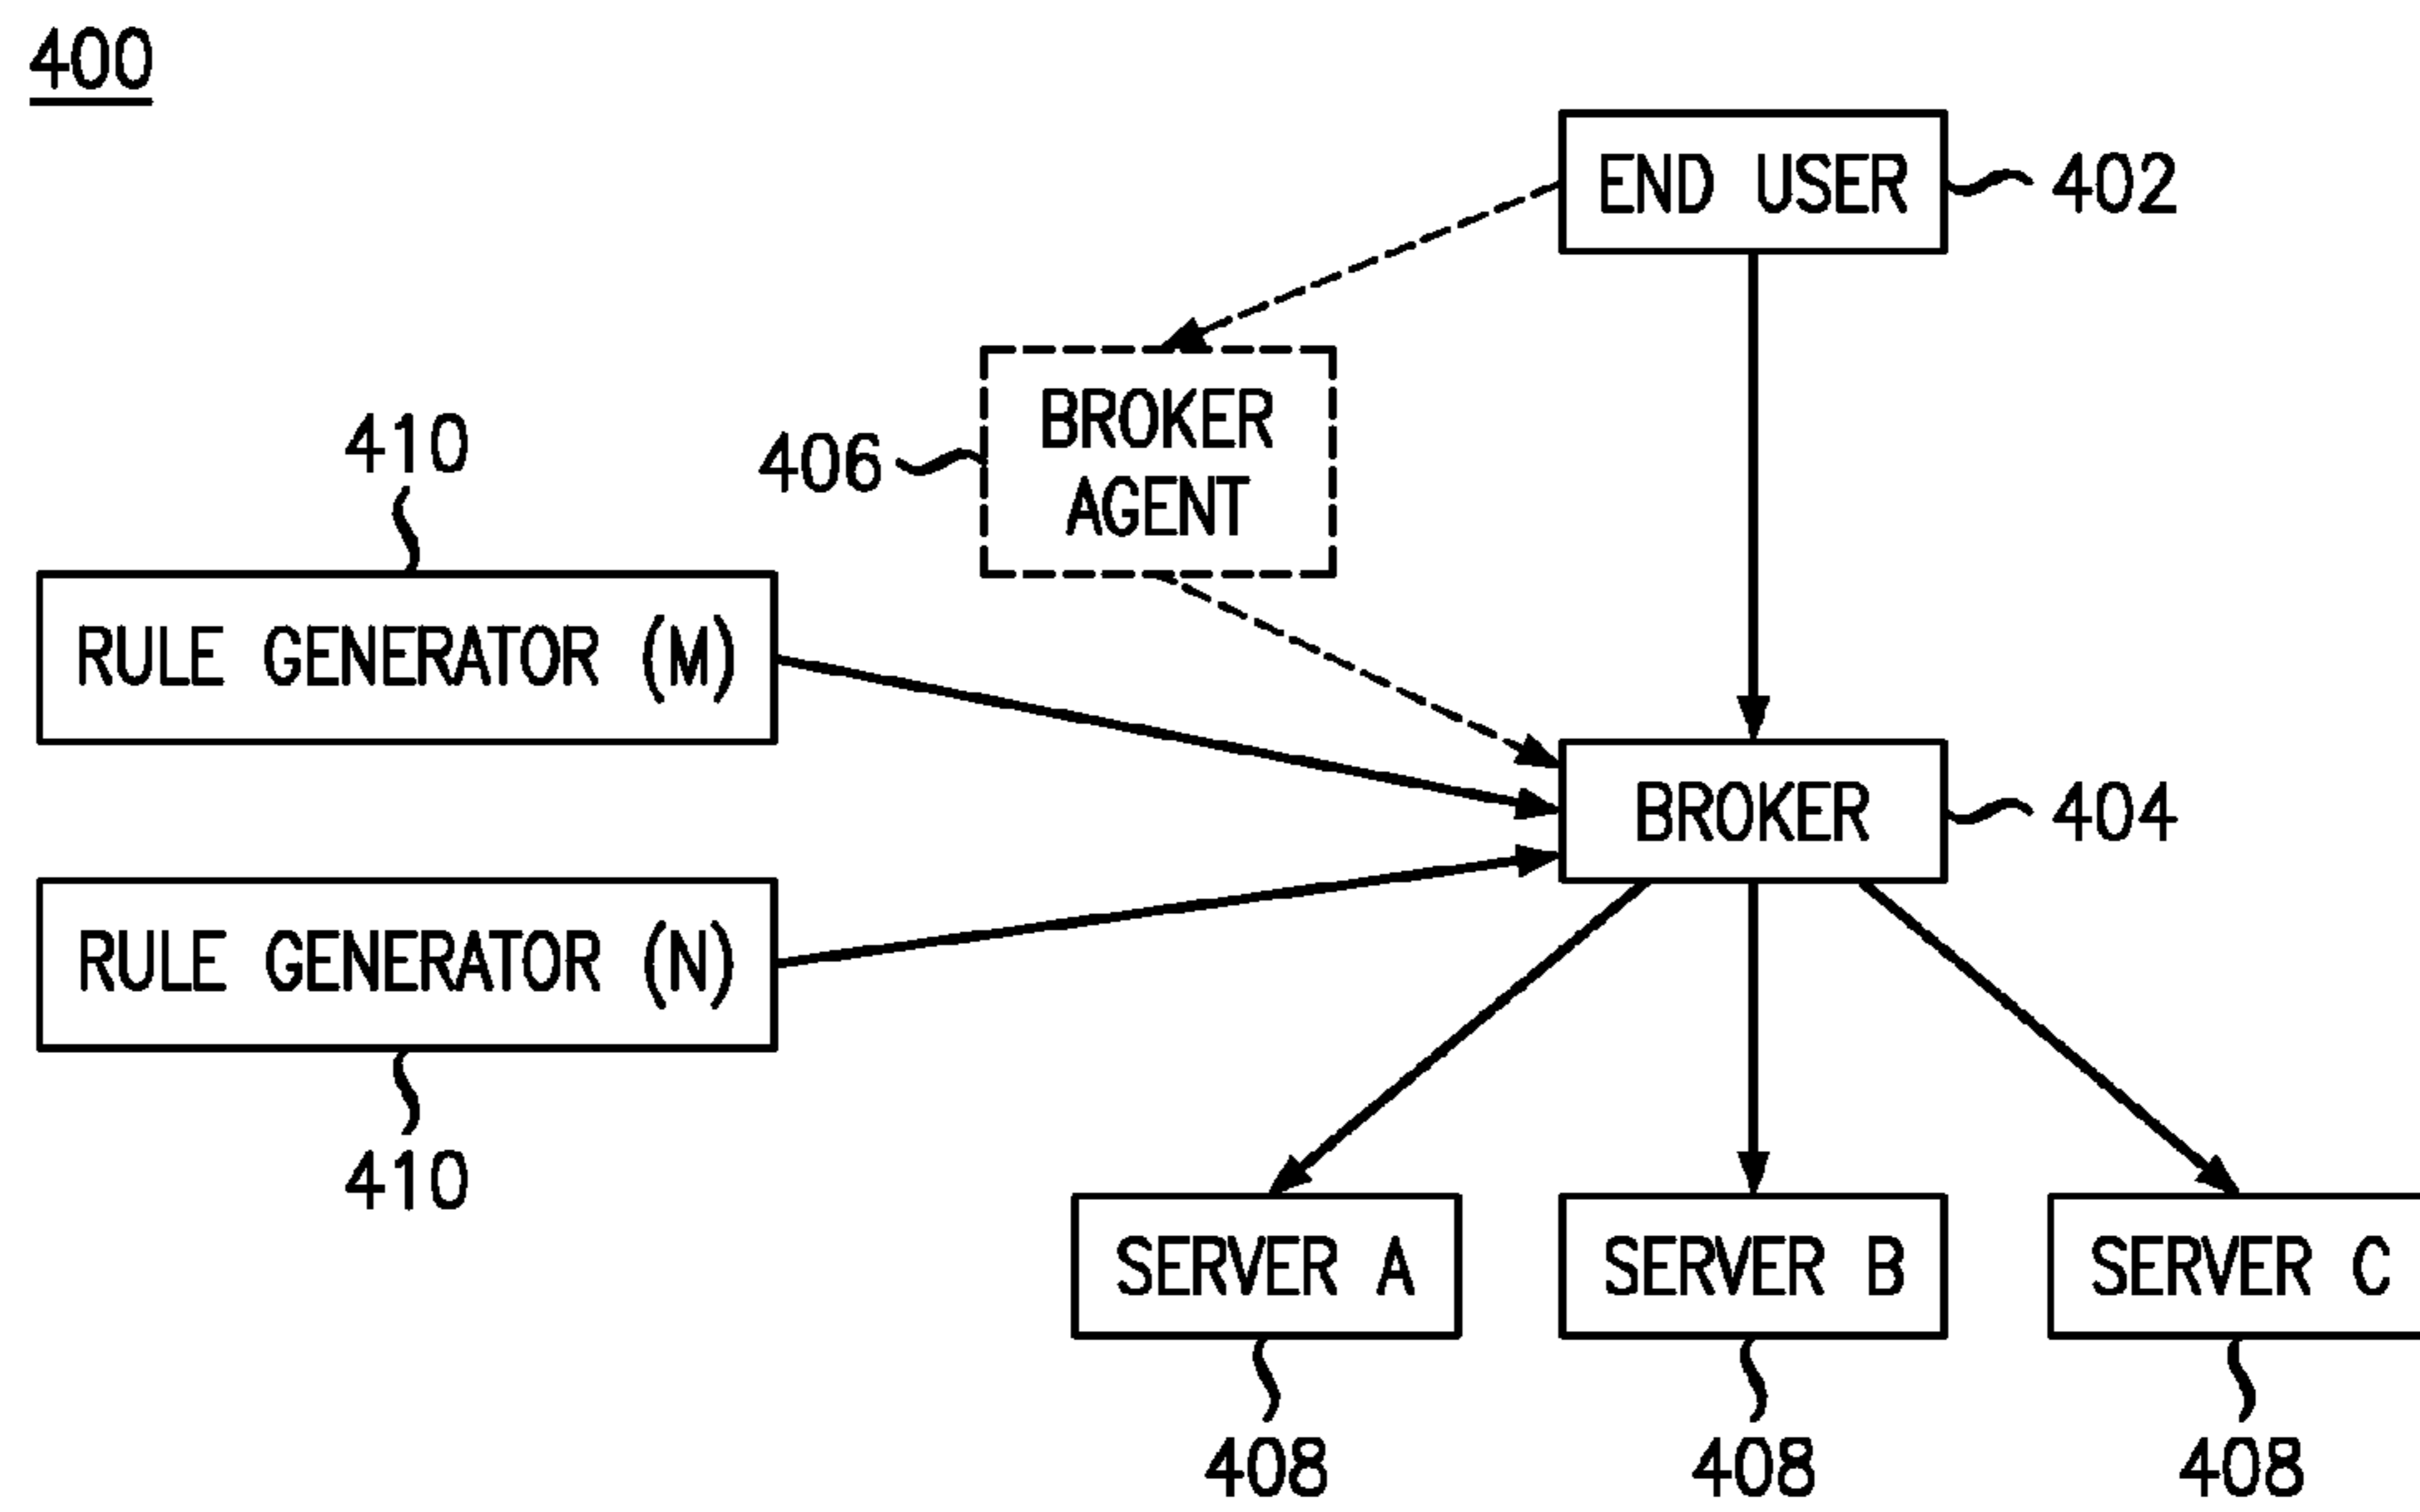 400
END USER
402
BROKER
AGENT
406
410
RULE GENERATOR (M)
BROKER
404
RULE GENERATOR (N)
410
SERVER A
SERVER B
SERVER C
408
408
408